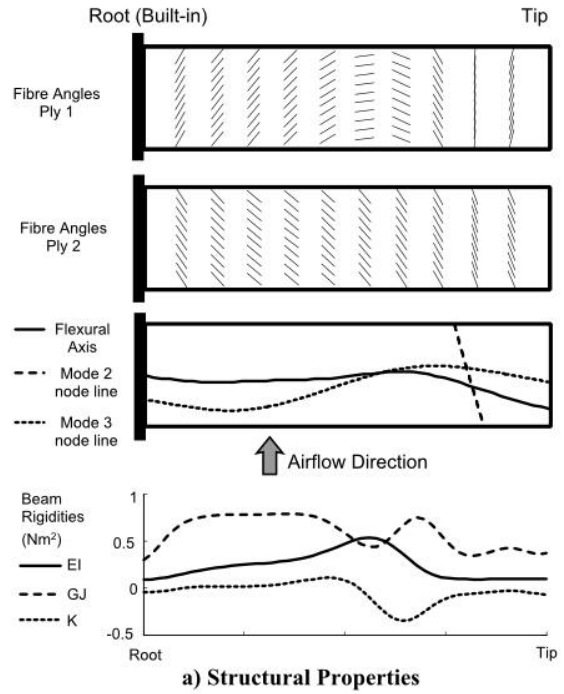 Root (Built-in)
Tip
Fibre Angles
Ply 1
Fibre Angles
Ply 2
Flexural
Axis
Mode 2
node line
Mode 3
node line
Airflow Direction
Beam
Rigidities
(Nm²)
EI
GJ
K
1
0.5
0
-0.5
Root
Tip
a) Structural Properties